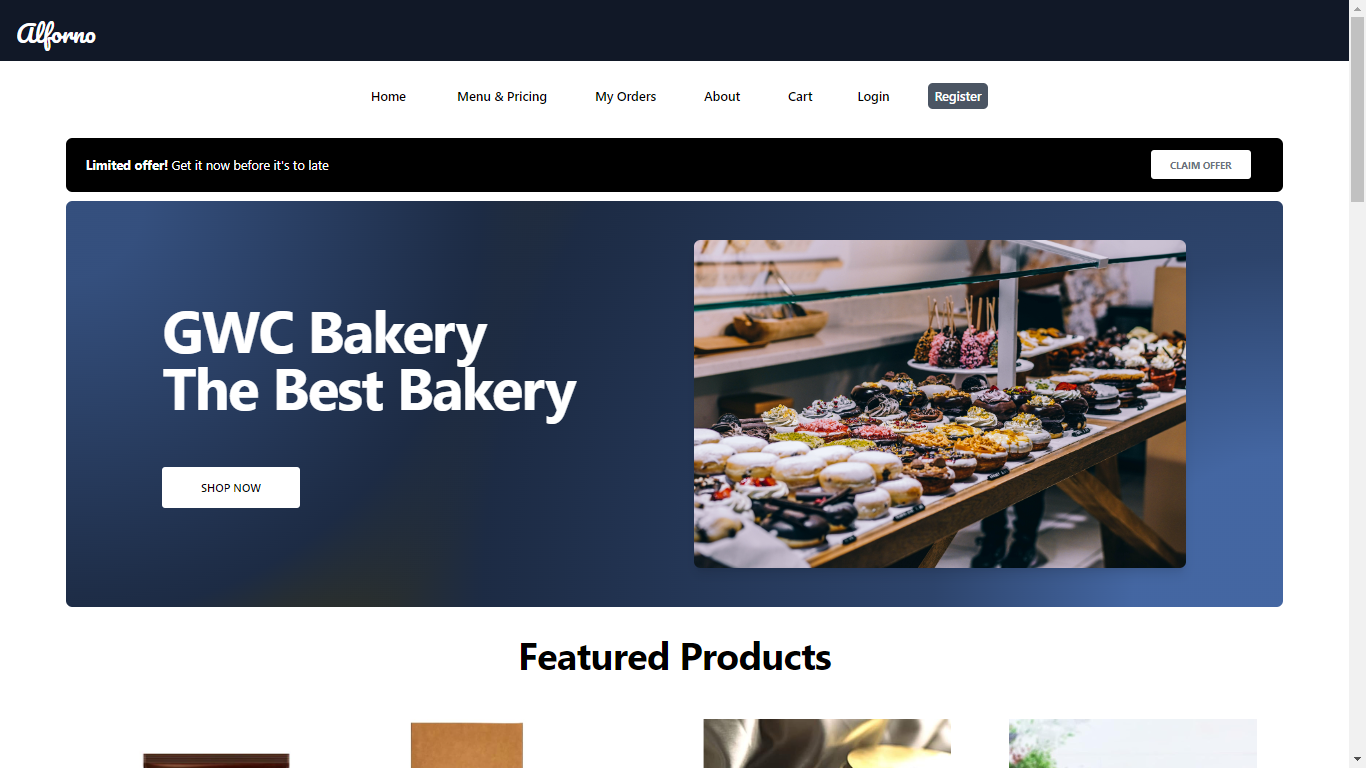 Alforno
Home Menu & Pricing My Orders About Cart Login Register
Limited offer! Get it now before it's to late CLAIM OFFER
GWC Bakery
The Best Bakery
SHOP NOW
Featured Products